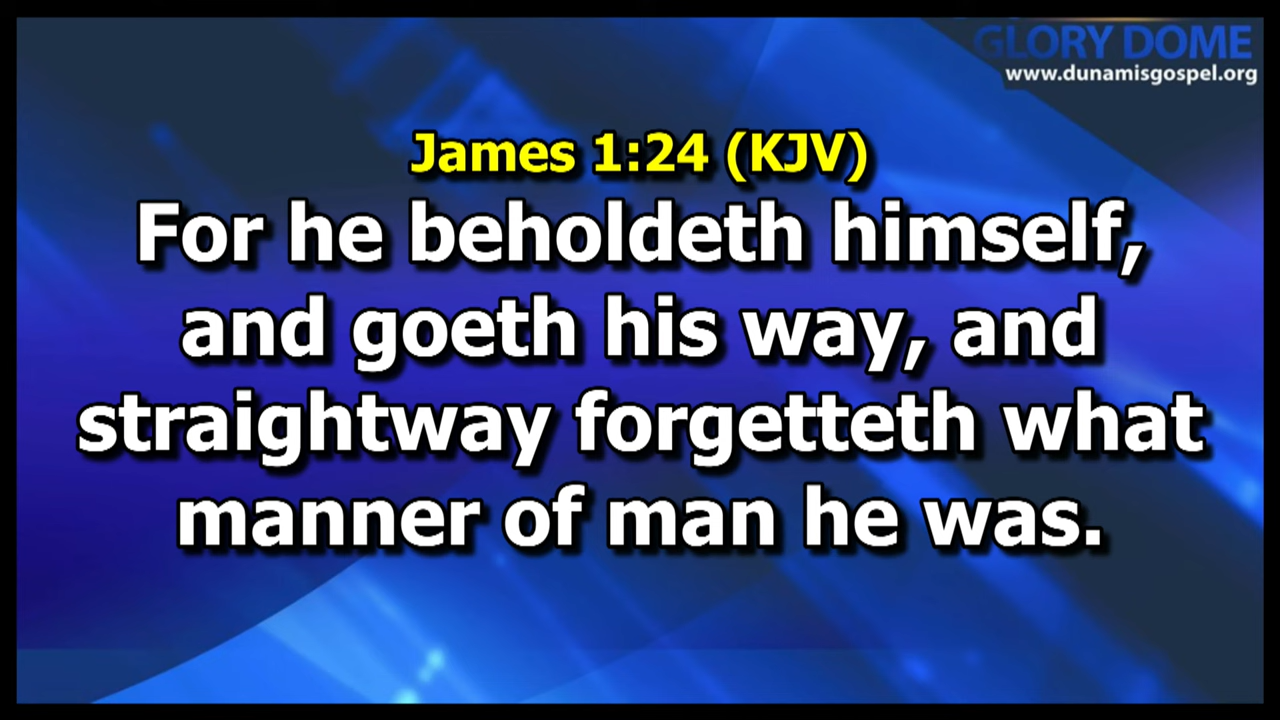 GLORY DOME
www.dunamisgospel.org
James 1:24 (KJV)
For he beholdeth himself,
and goeth his way, and
straightway forgetteth what
manner of man he was.